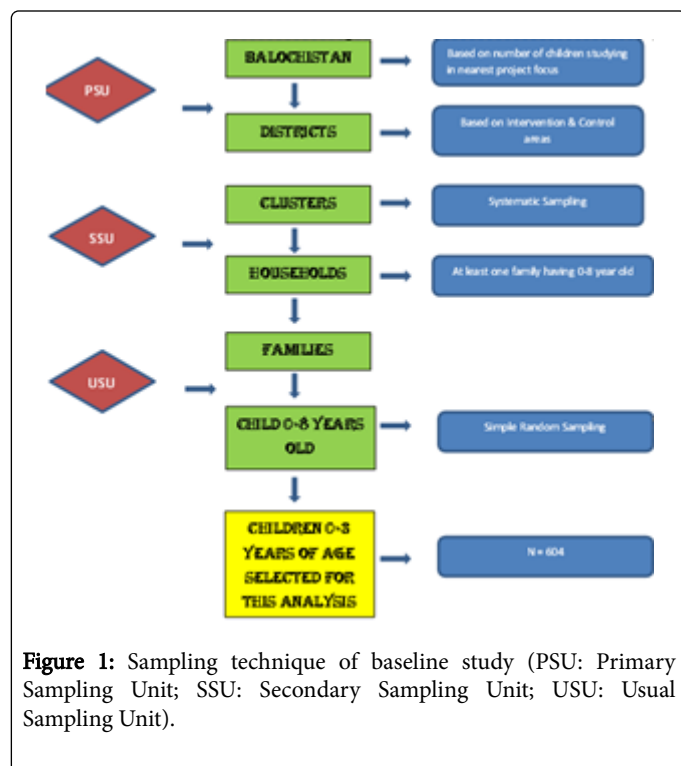 BALOCHISTAN
Based on number of children studying
in nearest project focus
PSU
DISTRICTS
Based on Intervention & Control
areas
CLUSTERS
Systematic Sampling
SSU
HOUSEHOLDS
At least one family having 0-8 year old
FAMILIES
USU
CHILD 0-8 YEARS
OLD
Simple Random Sampling
CHILDREN 0-3
YEARS OF AGE
SELECTED FOR
THIS ANALYSIS
N = 604
Figure 1: Sampling technique of baseline study (PSU: Primary
Sampling Unit; SSU: Secondary Sampling Unit; USU: Usual
Sampling Unit).